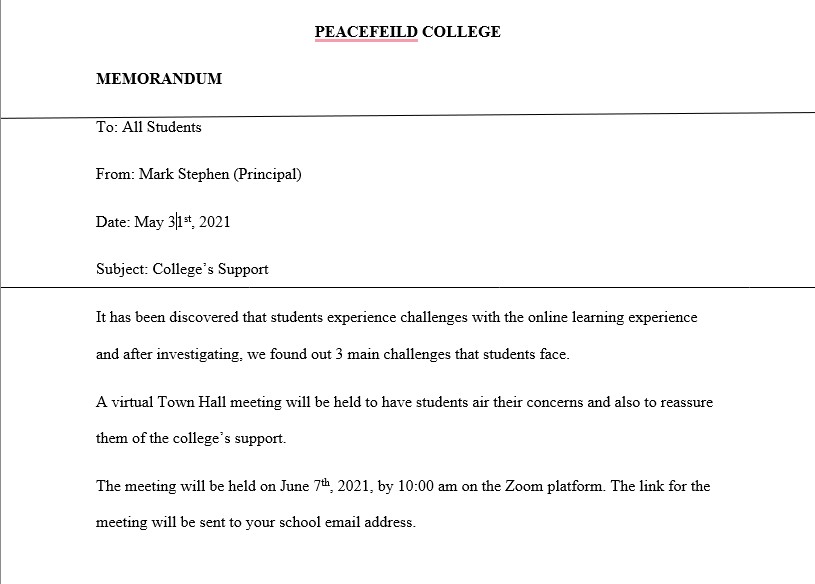 PEACEFEILD COLLEGE
MEMORANDUM
To: All Students
From: Mark Stephen (Principal)
Date: May 31st, 2021
Subject: College’s Support
It has been discovered that students experience challenges with the online learning experience
and after investigating, we found out 3 main challenges that students face.
A virtual Town Hall meeting will be held to have students air their concerns and also to reassure
them of the college’s support.
The meeting will be held on June 7th, 2021, by 10:00 am on the Zoom platform. The link for the
meeting will be sent to your school email address.